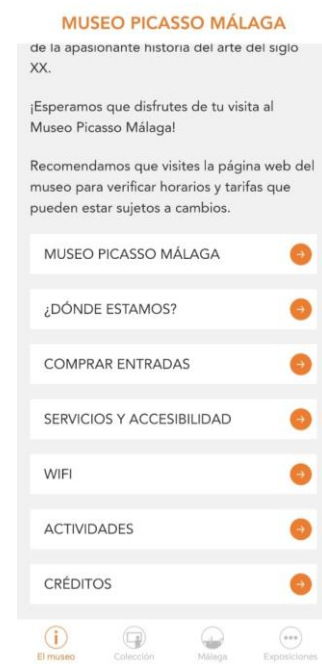 MUSEO PICASSO MÁLAGA
de la apasionante historia del arte del siglo
XX.
¡Esperamos que disfrutes de tu visita al
Museo Picasso Málaga!
Recomendamos que visites la página web del
museo para verificar horarios y tarifas que
pueden estar sujetos a cambios.
MUSEO PICASSO MÁLAGA
¿DÓNDE ESTAMOS?
COMPRAR ENTRADAS
SERVICIOS Y ACCESIBILIDAD
WIFI
ACTIVIDADES
CRÉDITOS
El museo Colección Málaga Exposiciones